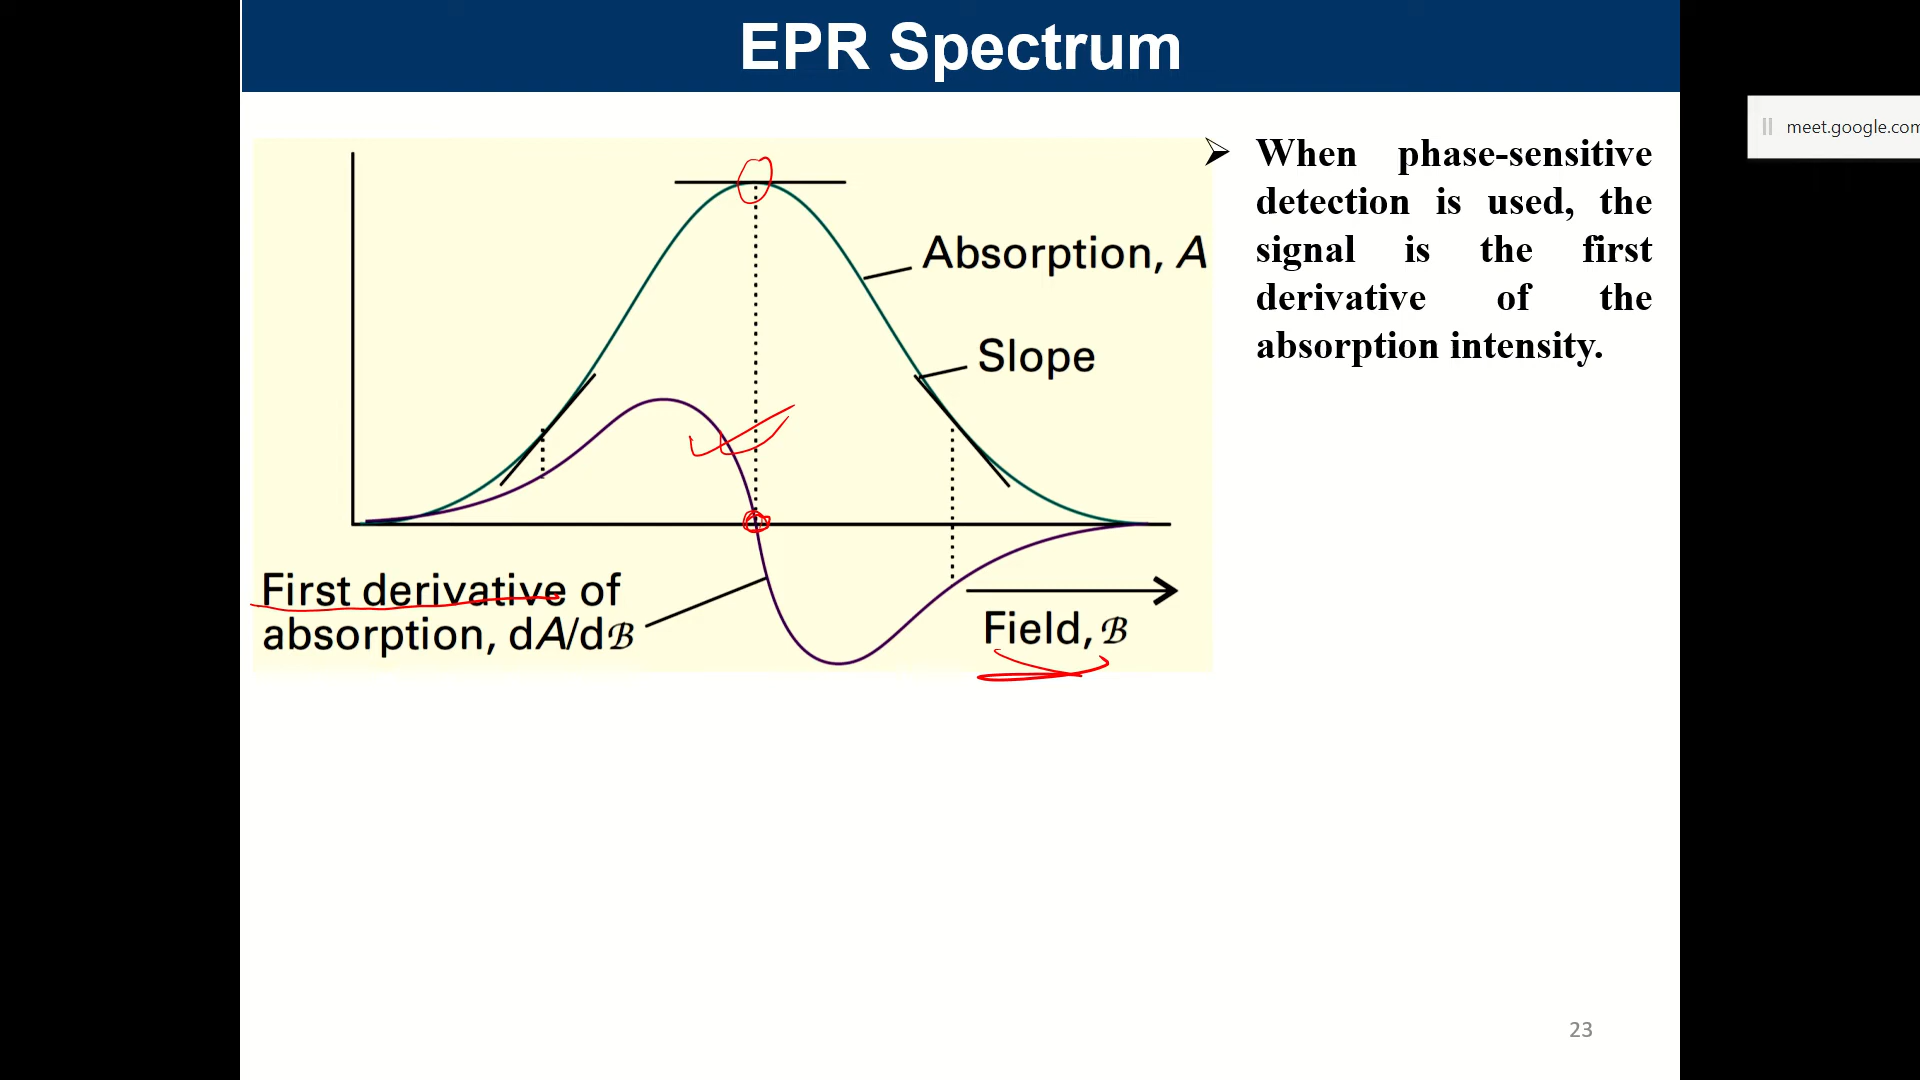 EPR Spectrum
meet.google.com
When phase-sensitive
detection is used, the
signal is the first
derivative of the
absorption intensity.
Absorption, A
Slope
First derivative of
absorption, dA/dℬ
Field, ℬ
23